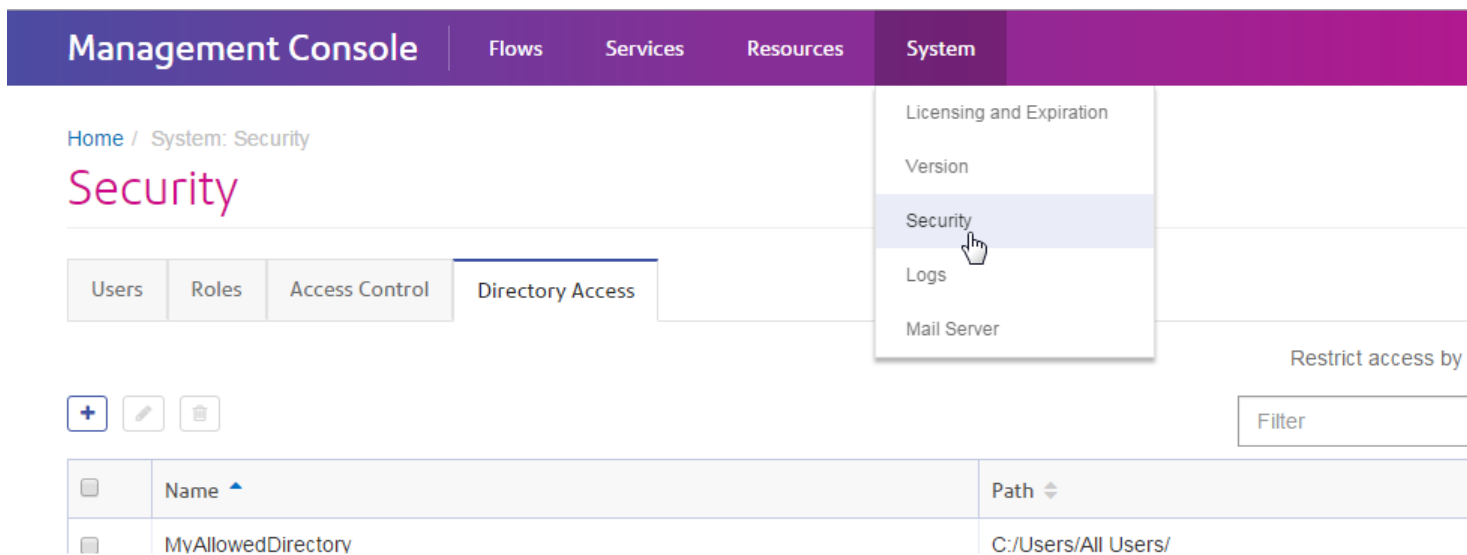 Management Console Flows Services Resources System
Licensing and Expiration
Home / System: Security
Version
Security
Security
Logs
Users Roles Access Control Directory Access
Mail Server
Restrict access by
+
Filter
Name Path
MyAllowedDirectory C:/Users/All Users/